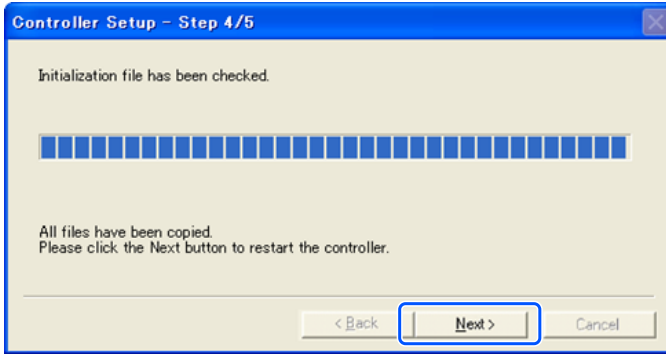 Controller Setup - Step 4/5
Initialization file has been checked.
All files have been copied.
Please click the Next button to restart the controller.
< Back
Next >
Cancel